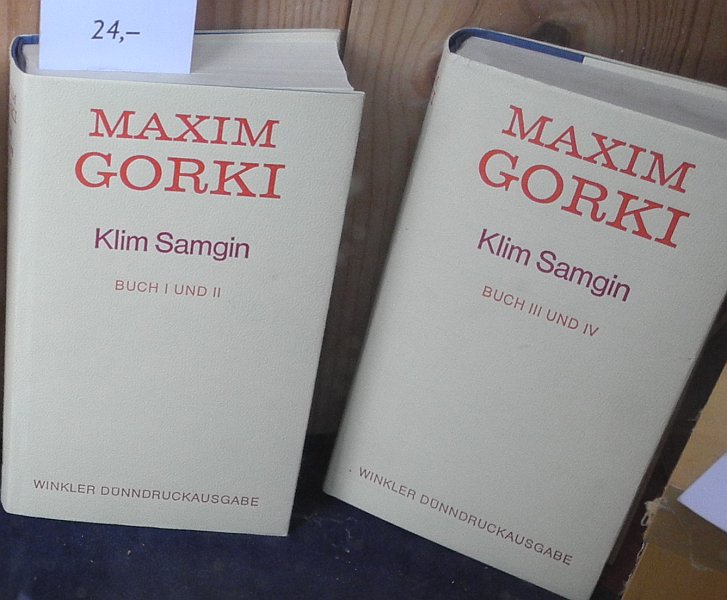 24,–
MAXIM
GORKI
Klim Samgin
BUCH I UND II
WINKLER DÜNNDRUCKAUSGABE
MAXIM
GORKI
Klim Samgin
BUCH III UND IV
WINKLER DÜNNDRUCKAUSGABE